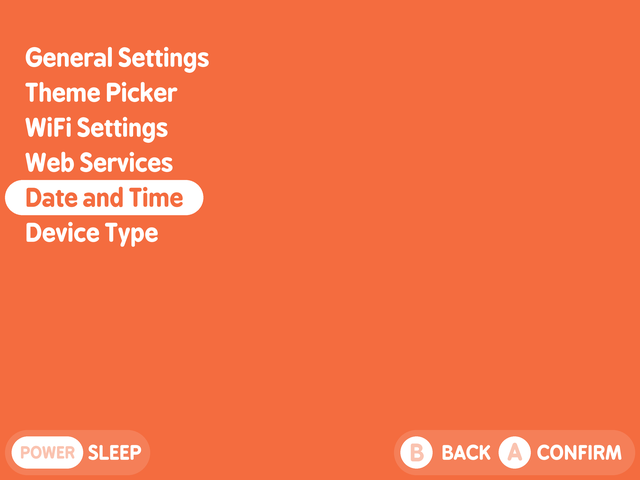 General Settings
Theme Picker
WiFi Settings
Web Services
Date and Time
Device Type
POWER SLEEP B BACK A CONFIRM